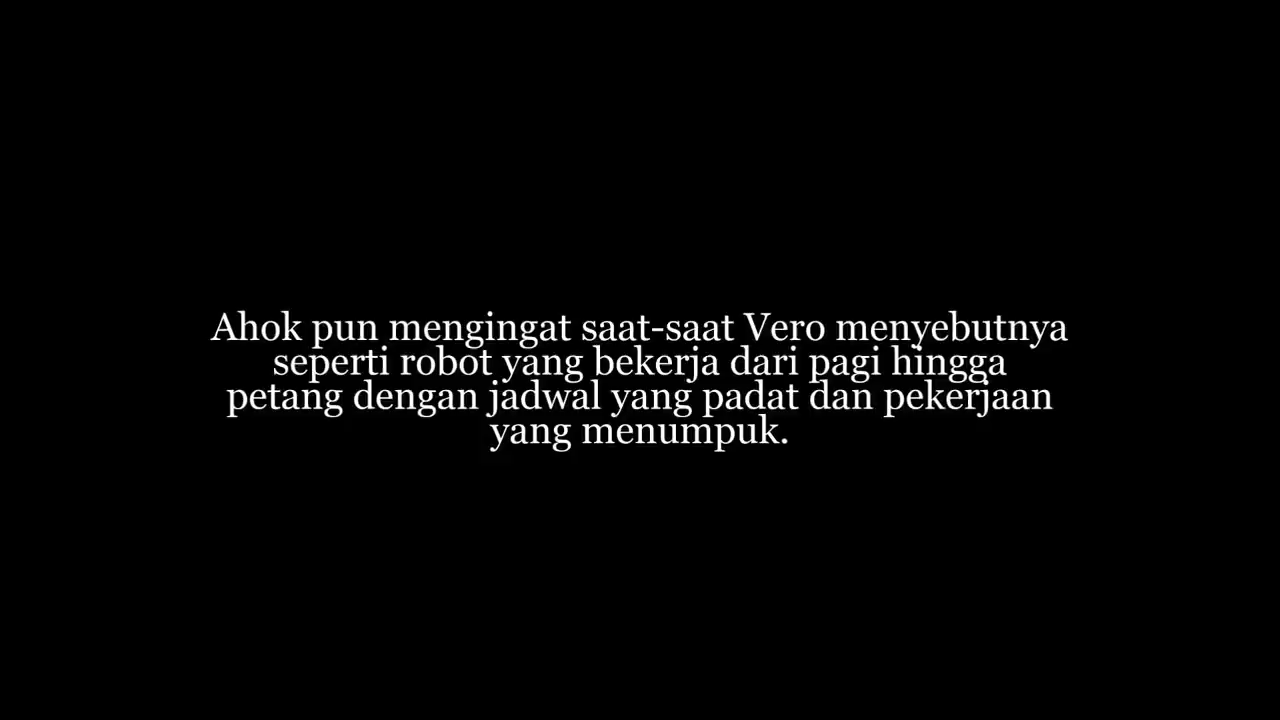 Ahok pun mengingat saat-saat Vero menyebutnya
seperti robot yang bekerja dari pagi hingga
petang dengan jadwal yang padat dan pekerjaan
yang menumpuk.